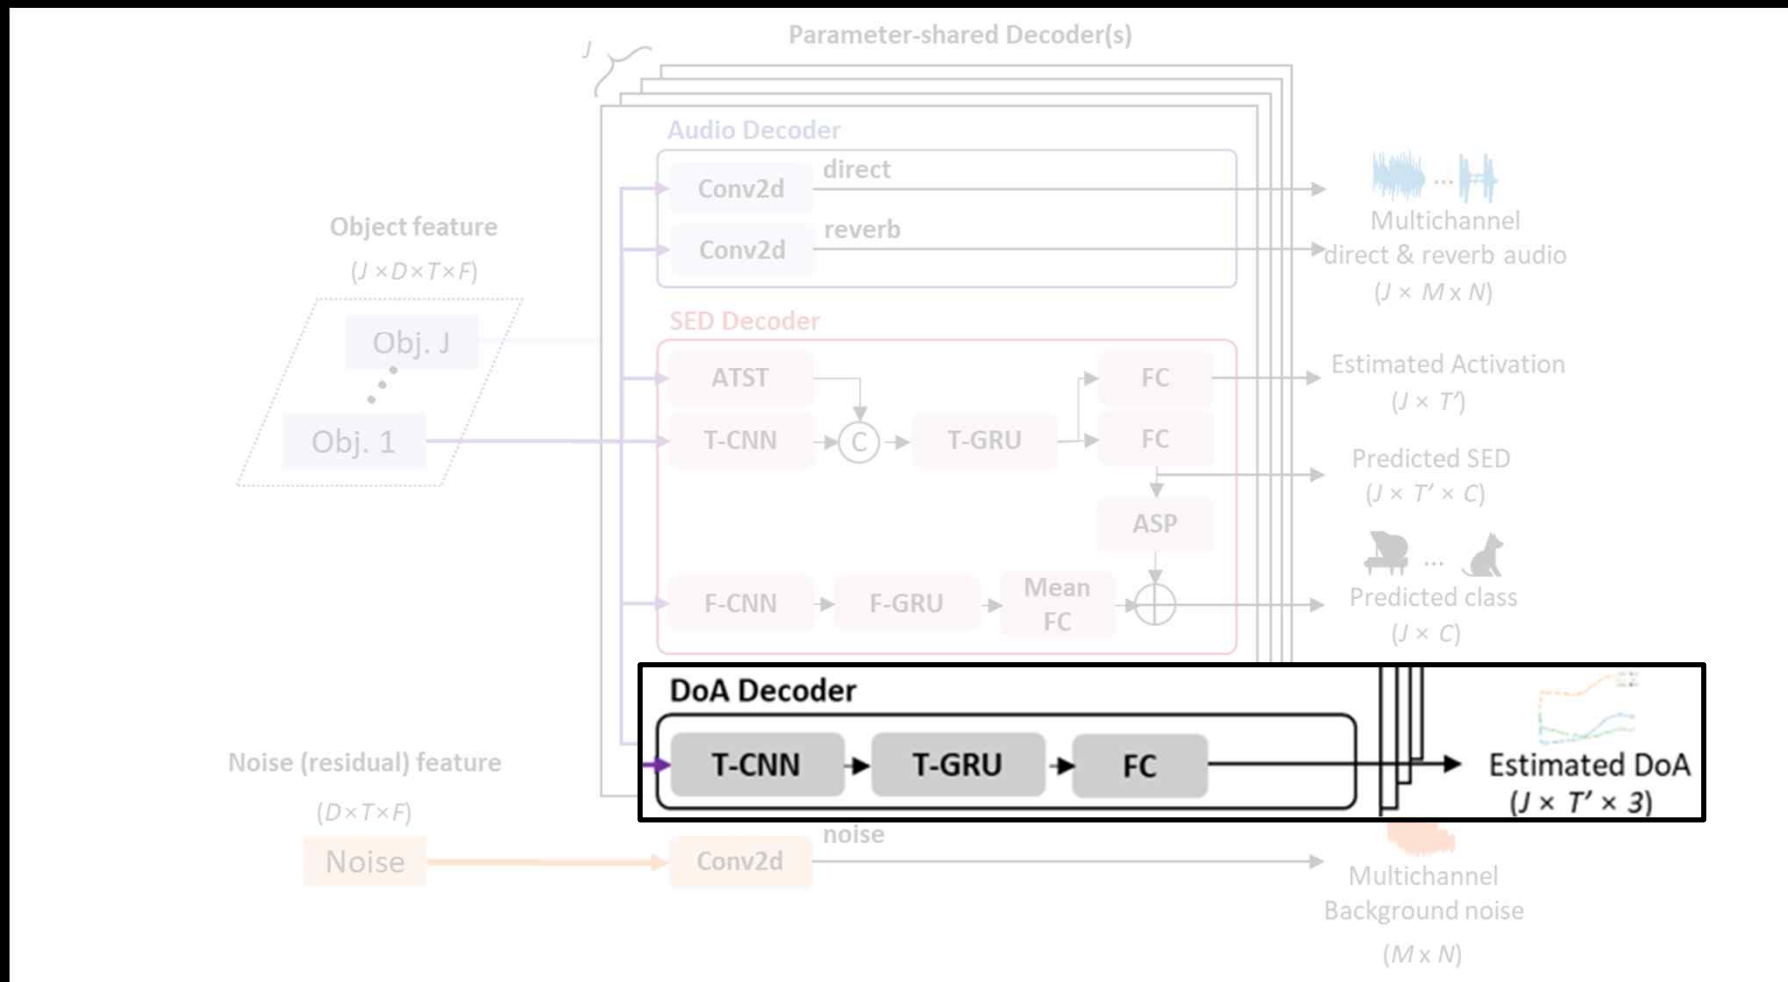 Parameter-shared Decoder(s)
J
Audio Decoder
Conv2d
direct
Conv2d
reverb
Multichannel
direct & reverb audio
(J × M x N)
Object feature
(J ×D×T×F)
Obj. J
Obj. 1
SED Decoder
ATST
T-CNN
C
T-GRU
FC
FC
ASP
F-CNN
F-GRU
Mean
FC
Estimated Activation
(J × T′)
Predicted SED
(J × T′ × C)
...
Predicted class
(J × C)
DoA Decoder
T-CNN
T-GRU
FC
Estimated DoA
(J × T′ × 3)
Noise (residual) feature
(D×T×F)
Noise
Conv2d
noise
Multichannel
Background noise
(M x N)